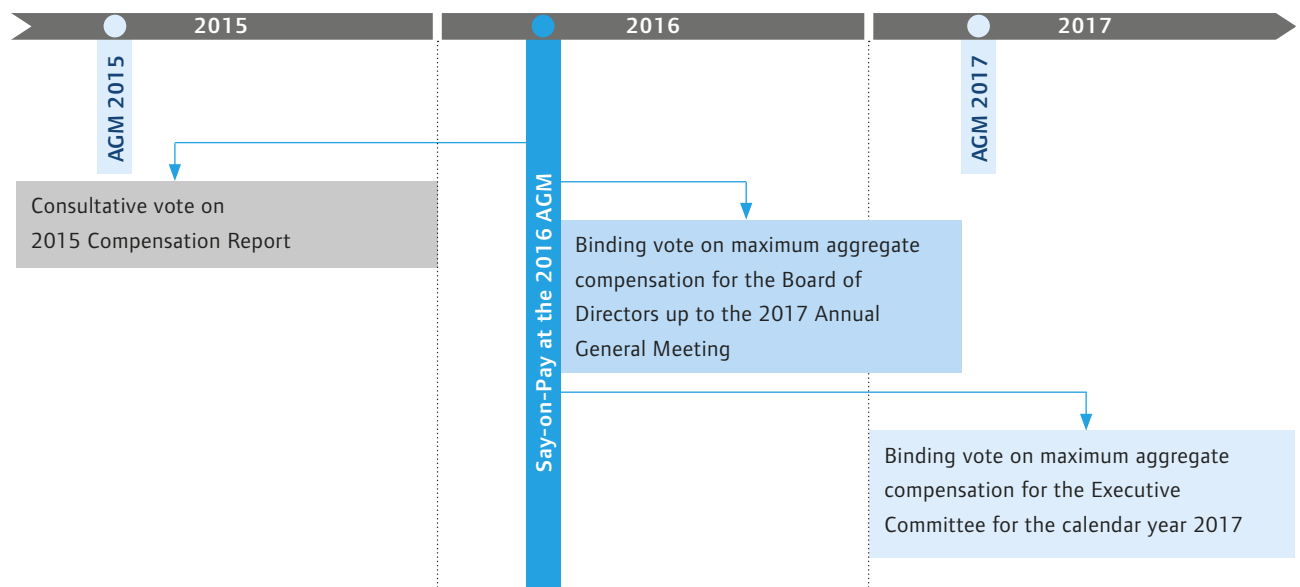 2015
2016
2017
AGM 2015
AGM 2017
Say-on-Pay at the 2016 AGM
Consultative vote on
2015 Compensation Report
Binding vote on maximum aggregate
compensation for the Board of
Directors up to the 2017 Annual
General Meeting
Binding vote on maximum aggregate
compensation for the Executive
Committee for the calendar year 2017